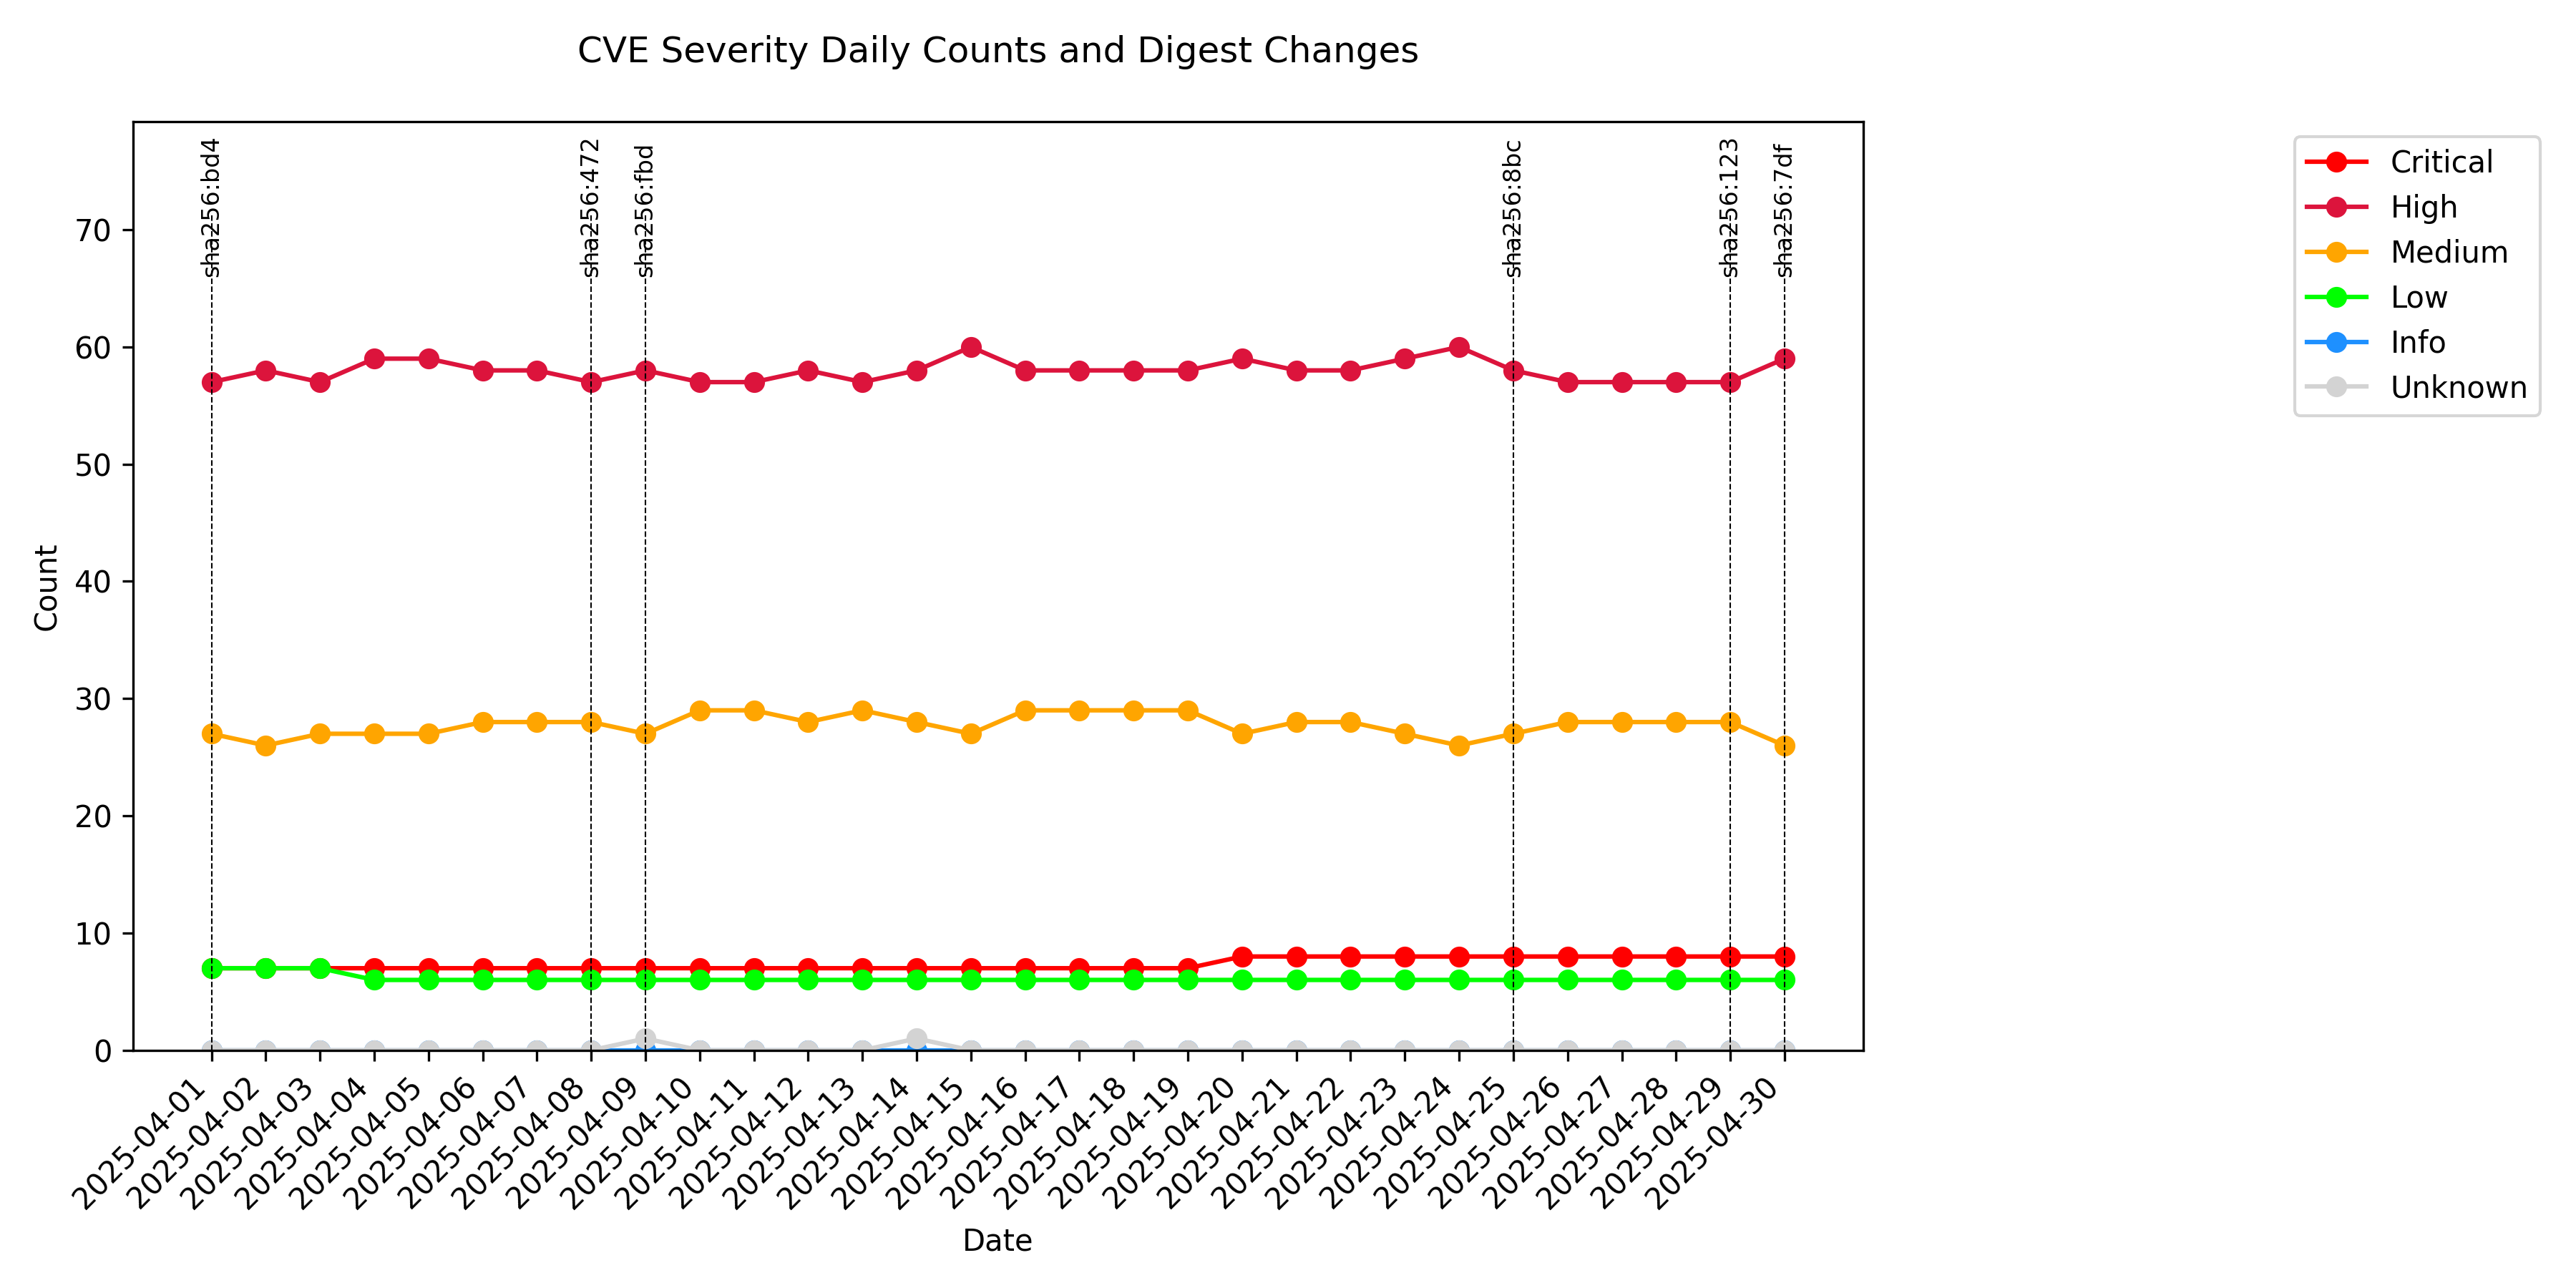 CVE Severity Daily Counts and Digest Changes
sha256:bd4
sha256:472
sha256:fbd
sha256:8bc
sha256:123
sha256:7df
Critical
High
Medium
Low
Info
Unknown
70
60
50
40
30
20
10
0
Count
2025-04-01
2025-04-02
2025-04-03
2025-04-04
2025-04-05
2025-04-06
2025-04-07
2025-04-08
2025-04-09
2025-04-10
2025-04-11
2025-04-12
2025-04-13
2025-04-14
2025-04-15
2025-04-16
2025-04-17
2025-04-18
2025-04-19
2025-04-20
2025-04-21
2025-04-22
2025-04-23
2025-04-24
2025-04-25
2025-04-26
2025-04-27
2025-04-28
2025-04-29
2025-04-30
Date